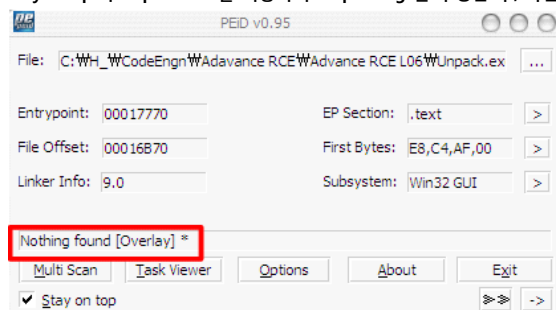 PEiD v0.95
File: C:₩H_₩CodeEngn₩Adavance RCE₩Advance RCE L06₩Unpack.ex ...
Entrypoint: 00017770 EP Section: .text >
File Offset: 00016B70 First Bytes: E8,C4,AF,00 >
Linker Info: 9.0 Subsystem: Win32 GUI >
Nothing found [Overlay] *
Multi Scan Task Viewer Options About Exit
Stay on top >> ->